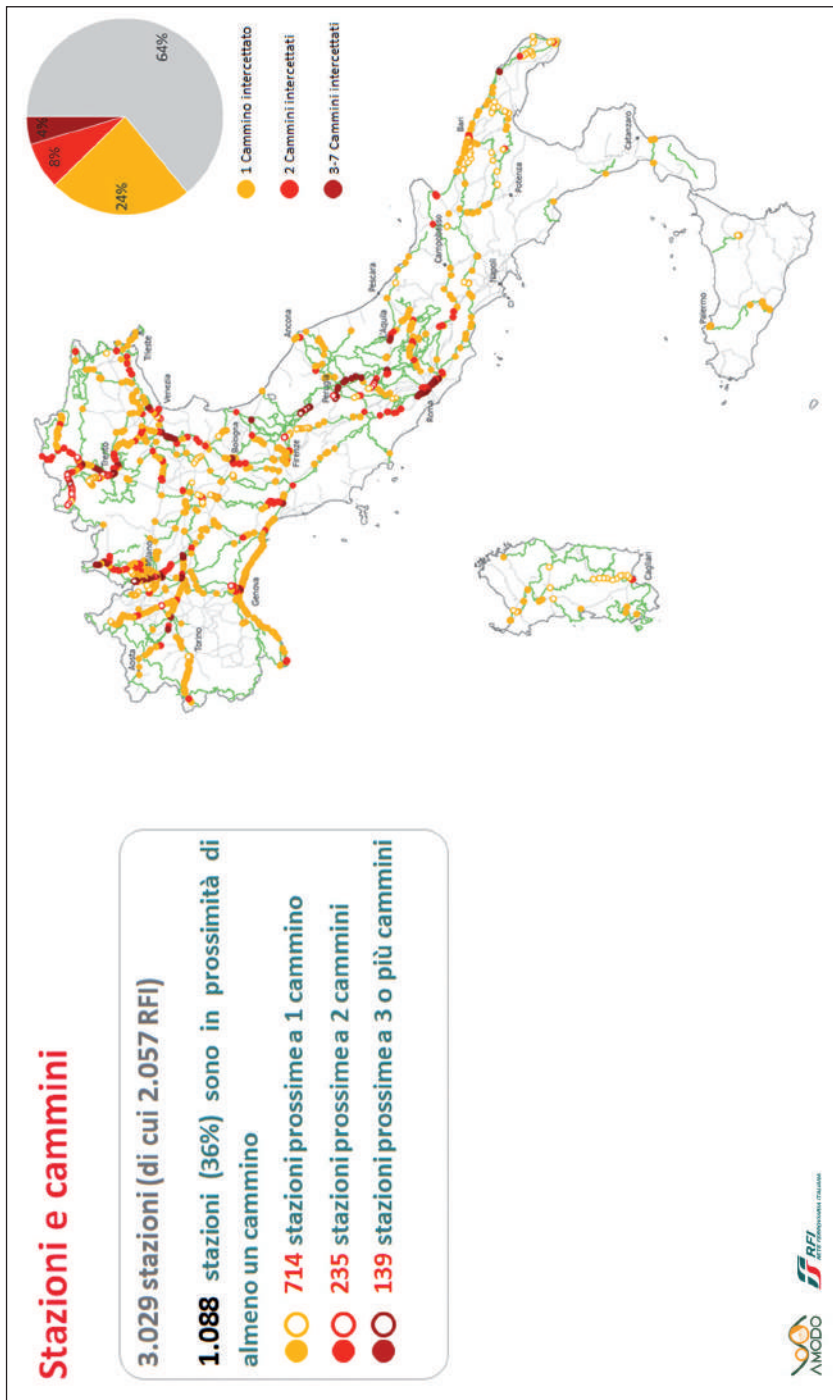 Stazioni e cammini
3.029 stazioni (di cui 2.057 RFI)
1.088 stazioni (36%) sono in prossimità di
almeno un cammino
714 stazioni prossime a 1 cammino
235 stazioni prossime a 2 cammini
139 stazioni prossime a 3 o più cammini
64%
4%
8%
24%
1 Cammino intercettato
2 Cammini intercettati
3-7 Cammini intercettati
Aosta
Torino
Milano
Genova
Trento
Venezia
Trieste
Bologna
Firenze
Ancona
Perugia
Roma
L'Aquila
Pescara
Campobasso
Napoli
Bari
Potenza
Catanzaro
Palermo
Cagliari
AMODO
RFI
RETE FERROVIARIA ITALIANA